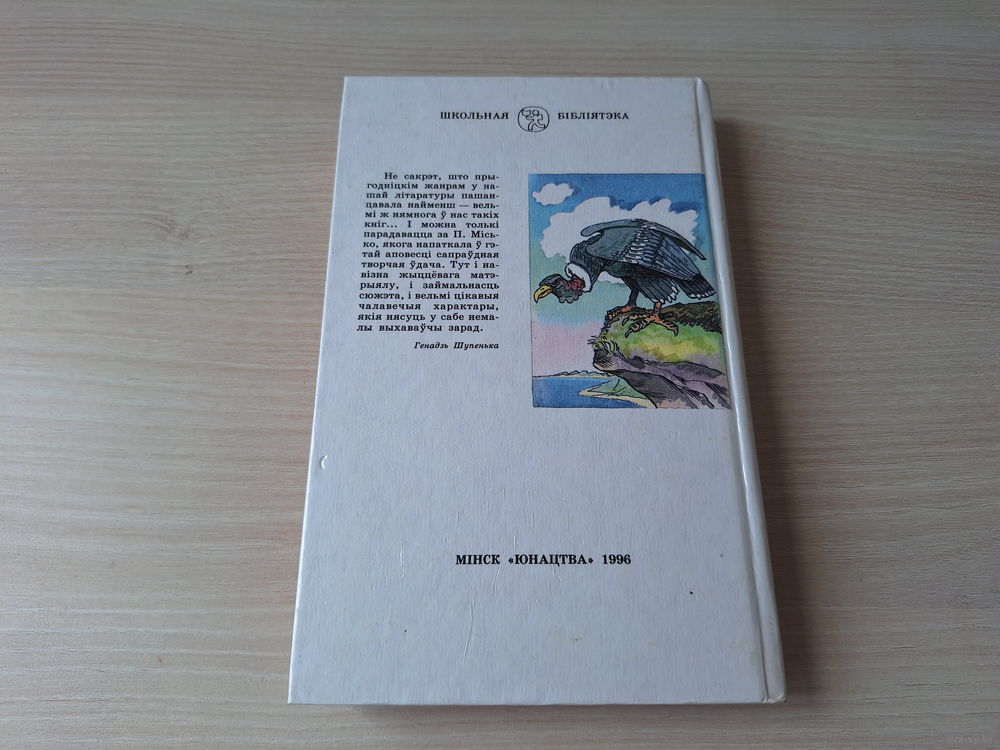 ШКОЛЬНАЯ БІБЛІЯТЭКА
Не сакрэт, што пры-
годніцкім жанрам у на-
шай літаратуры пашан-
цавала найменш — вель-
мі ж нямнога ў нас такіх
кніг... І можна толькі
парадавацца за П. Місь-
ко, якога напаткала ў гэ-
тай аповесці сапраўдная
творчая ўдача. Тут і на-
візна жыццёвага матэ-
рыялу, і займальнасць
сюжэта, і вельмі цікавыя
чалавечыя характары,
якія нясуць у сабе нема-
лы выхаваўчы зарад.
Генадзь Шупенька
МІНСК «ЮНАЦТВА» 1996